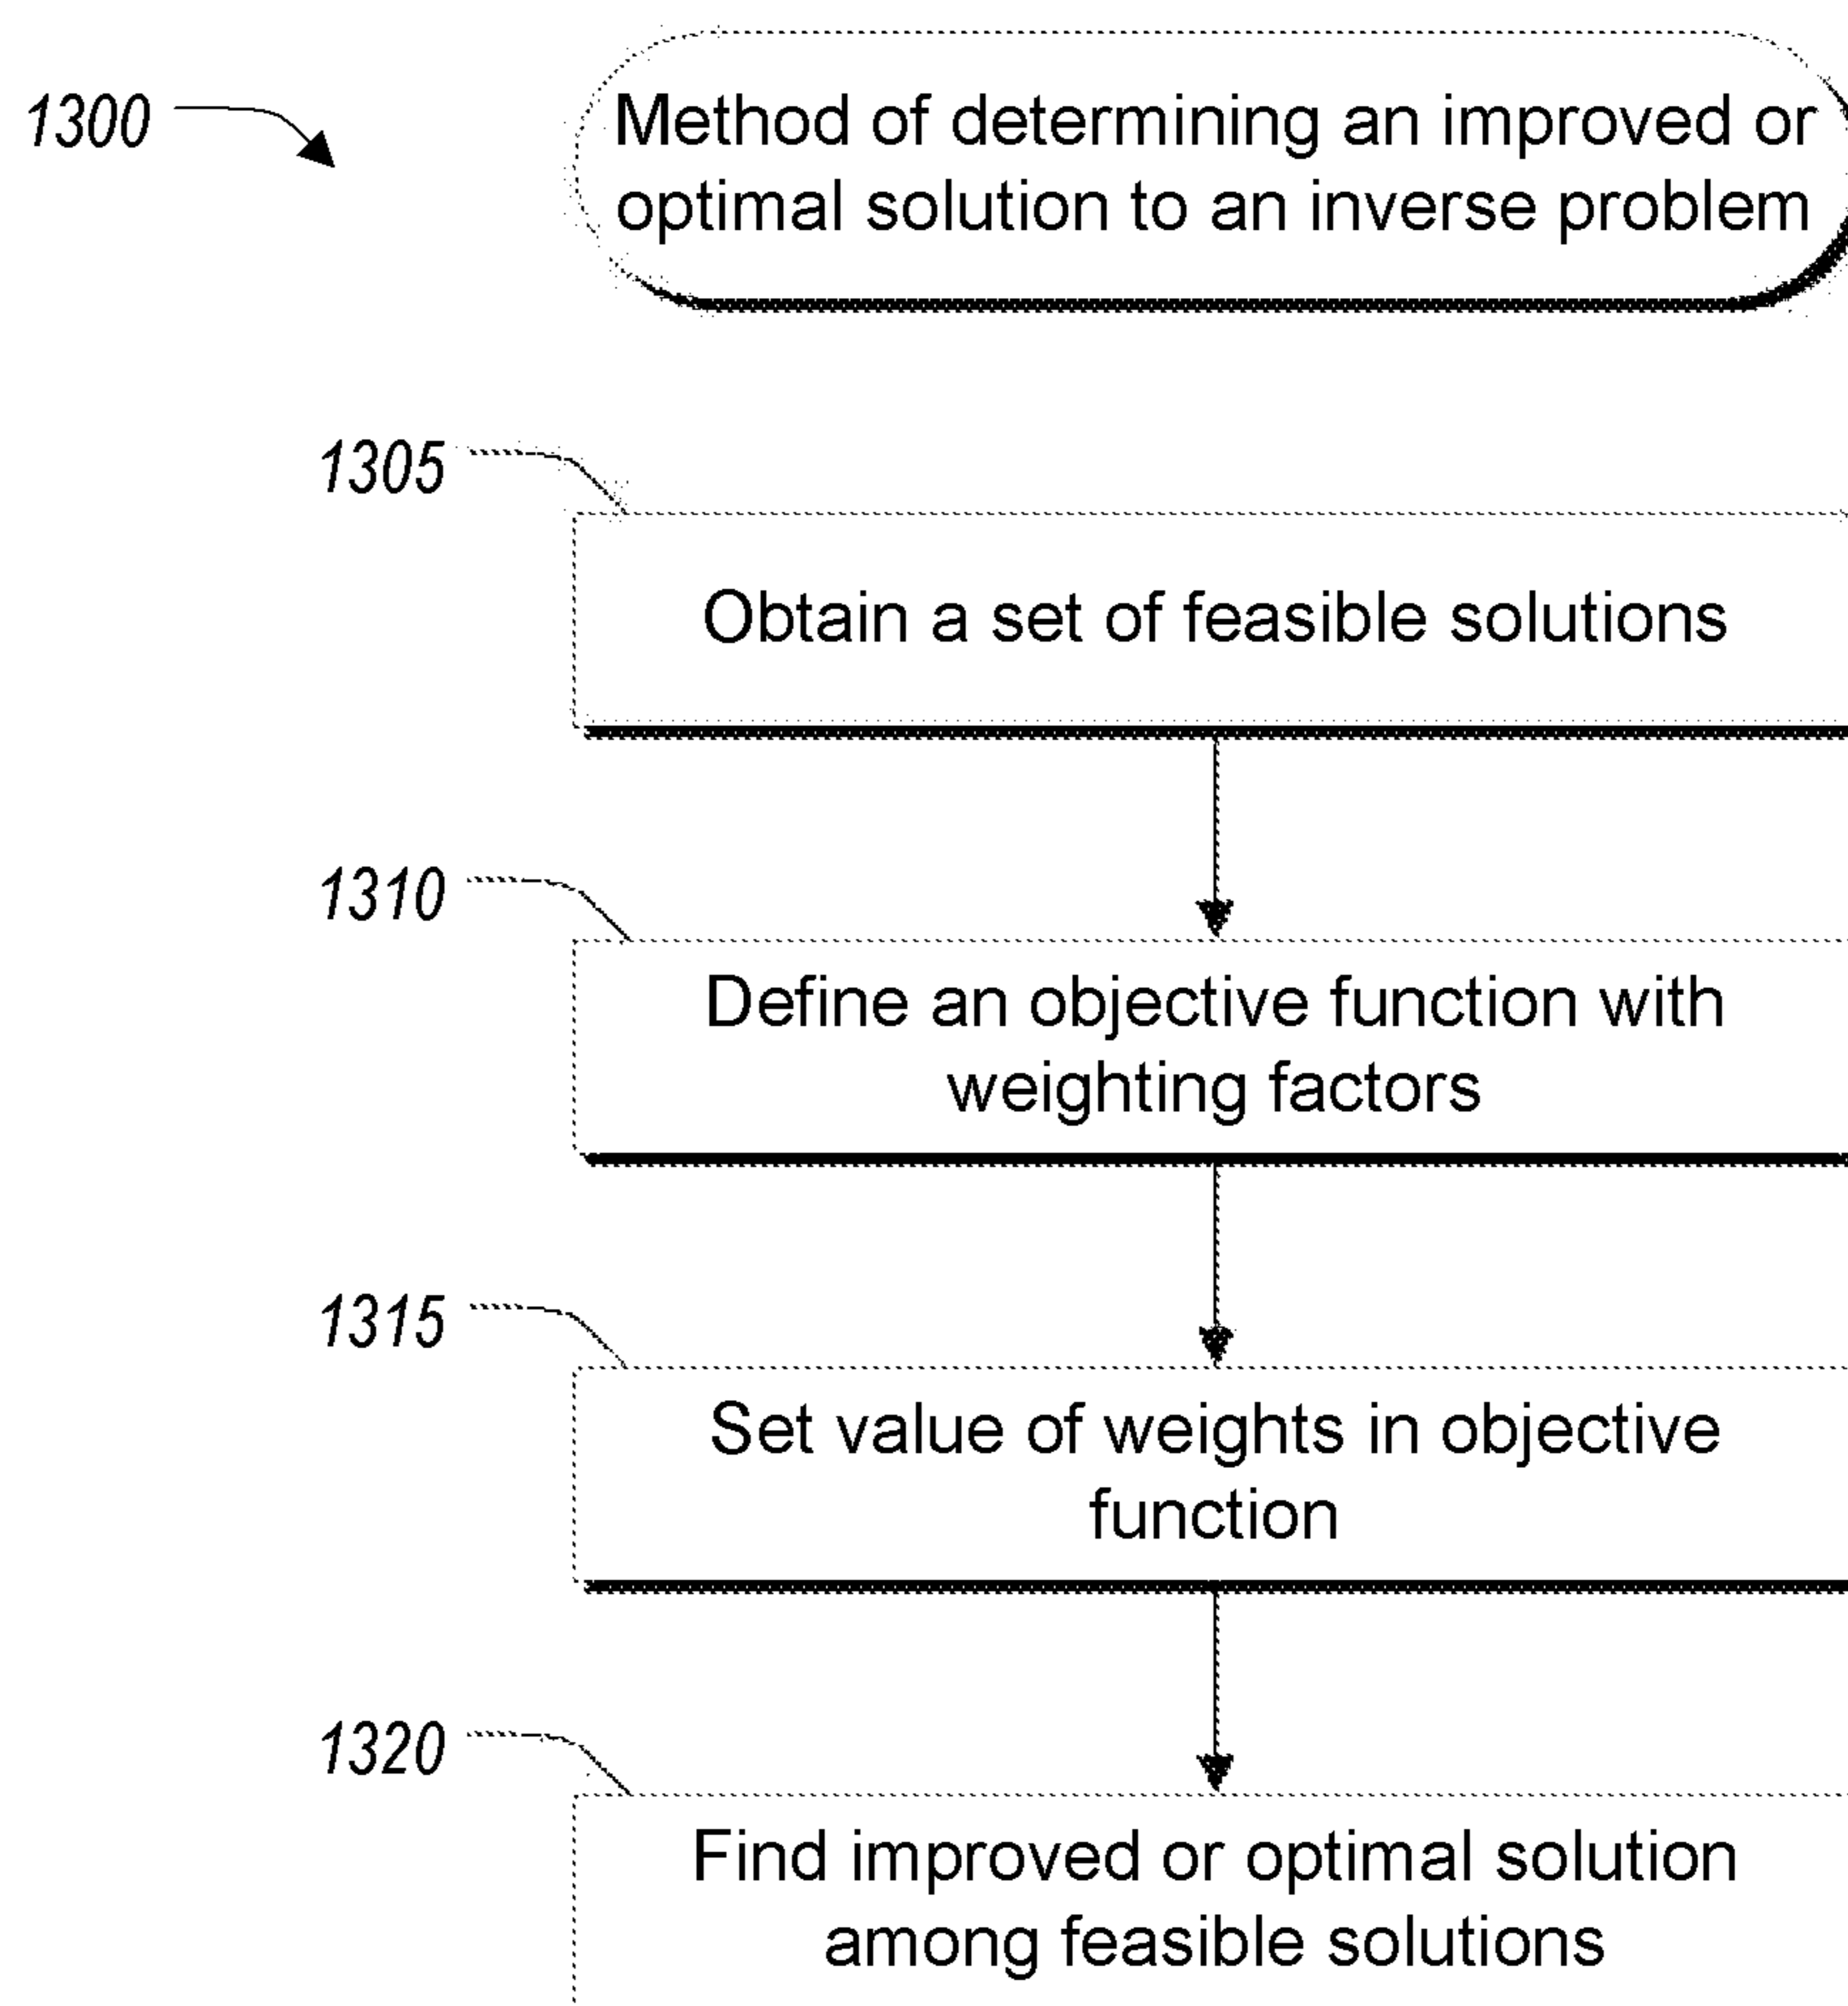 1300
Method of determining an improved or
optimal solution to an inverse problem
1305
Obtain a set of feasible solutions
1310
Define an objective function with
weighting factors
1315
Set value of weights in objective
function
1320
Find improved or optimal solution
among feasible solutions